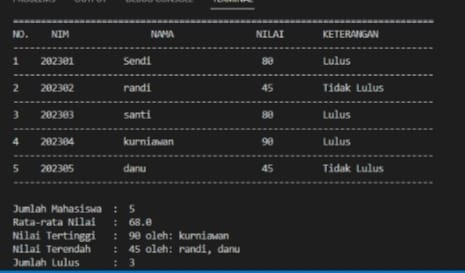 PROBLEMS OUTPUT DEBUG CONSOLE TERMINAL
NO. NIM NAMA NILAI KETERANGAN
1 202301 Sendi 80 Lulus
2 202302 randi 45 Tidak Lulus
3 202303 santi 80 Lulus
4 202304 kurniawan 90 Lulus
5 202305 danu 45 Tidak Lulus
Jumlah Mahasiswa : 5
Rata-rata Nilai : 68.0
Nilai Tertinggi : 90 oleh: kurniawan
Nilai Terendah : 45 oleh: randi, danu
Jumlah Lulus : 3